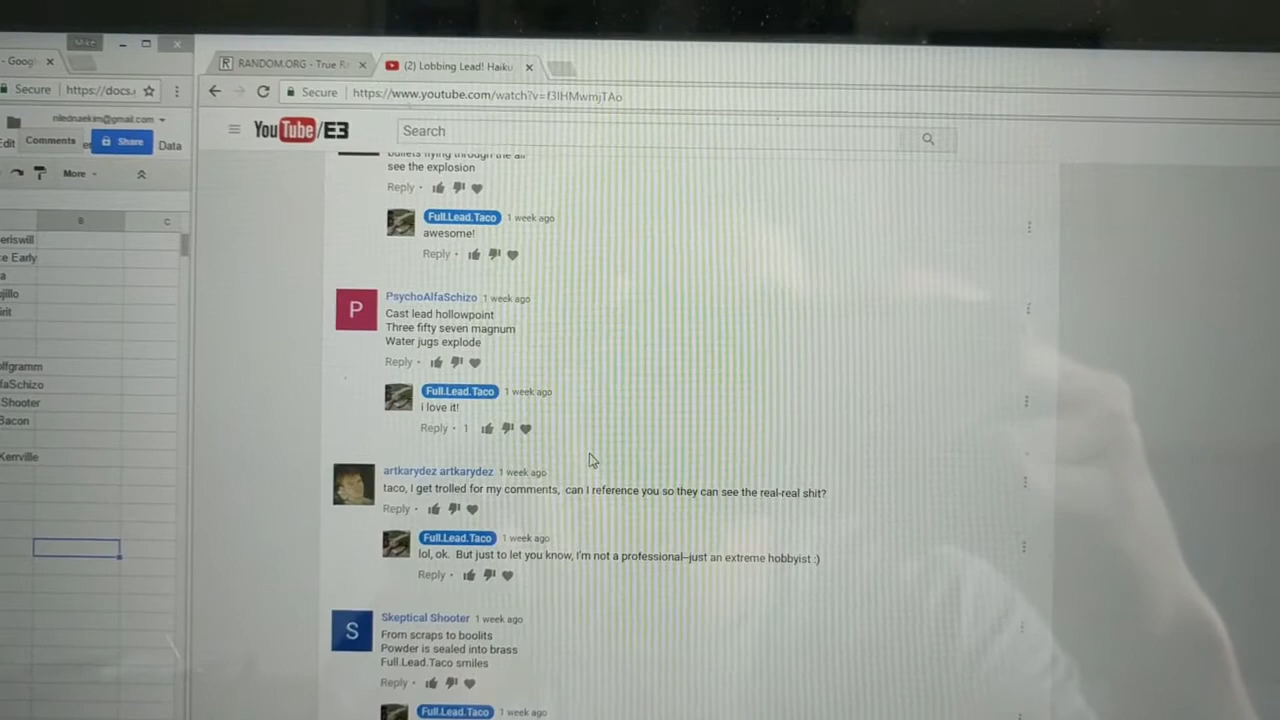 Mike
- Googl
Secure https://docs.
nlednaekim@gmail.com
Edit Comments Share Data
More
B C
eriswill
e Early
a
ujillo
irit
olfgramm
faSchizo
Shooter
Bacon
Kerrville
RANDOM.ORG - True R
(2) Lobbing Lead! Haiku
Secure https://www.youtube.com/watch?v=f3IHMwmjTAo
YouTube/E3
Search
bullets flying through the air
see the explosion
Reply
Full.Lead.Taco 1 week ago
awesome!
Reply
P
PsychoAlfaSchizo 1 week ago
Cast lead hollowpoint
Three fifty seven magnum
Water jugs explode
Reply
Full.Lead.Taco 1 week ago
i love it!
Reply 1
artkarydez artkarydez 1 week ago
taco, I get trolled for my comments, can I reference you so they can see the real-real shit?
Reply
Full.Lead.Taco 1 week ago
lol, ok. But just to let you know, I'm not a professional--just an extreme hobbyist :)
Reply
S
Skeptical Shooter 1 week ago
From scraps to boolits
Powder is sealed into brass
Full.Lead.Taco smiles
Reply
Full.Lead.Taco 1 week ago